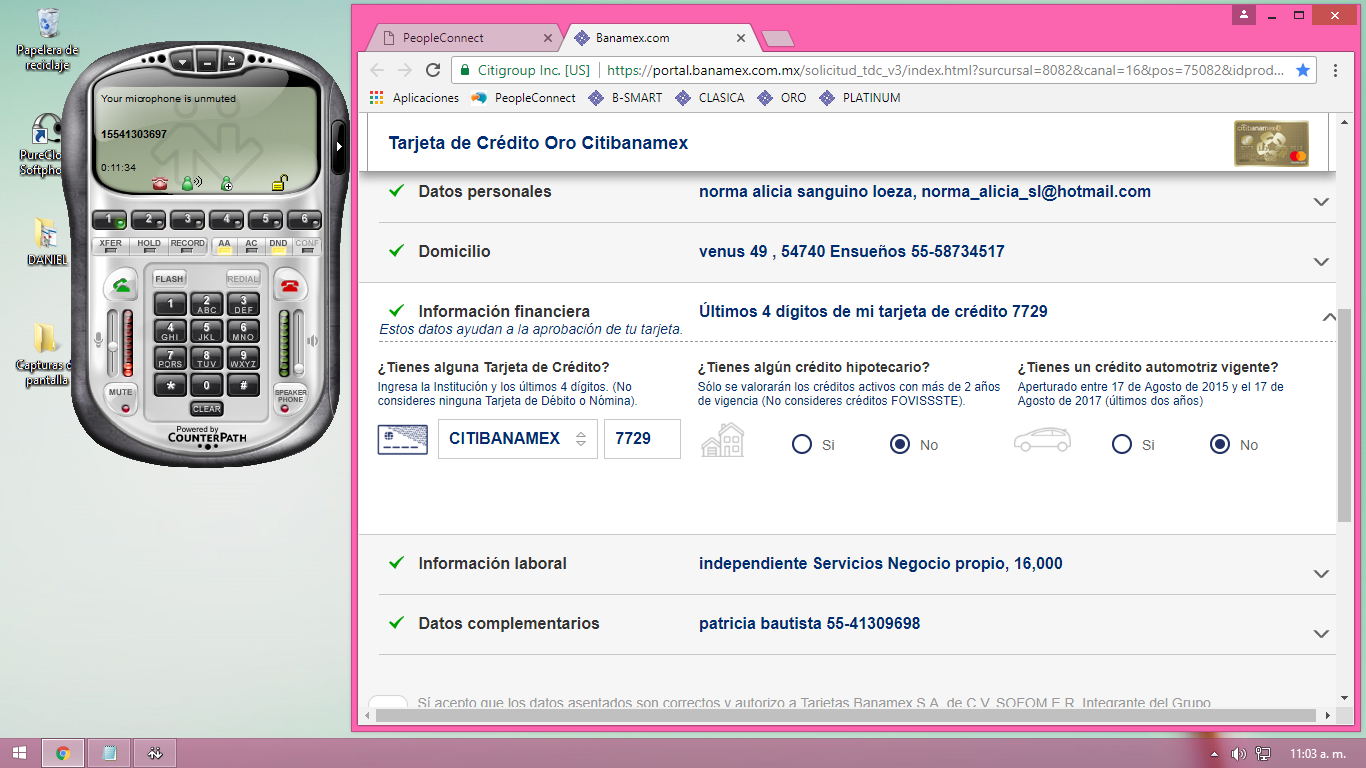 Papelera de
reciclaje
DANIEL
pantalla
Your microphone is unmuted
15541303697
0:11:34
1 2 3 4 5 6
XFER HOLD RECORD AA AC DND CONF
FLASH REDIAL
1 2 ABC 3 DEF
4 GHI 5 JKL 6 MNO
7 PQRS 8 TUV 9 WXYZ
* 0 #
MUTE CLEAR SPEAKER PHONE
Powered by
COUNTERPATH
PeopleConnect Banamex.com
Citigroup Inc. [US] https://portal.banamex.com.mx/solicitud_tdc_v3/index.html?sursursal=8082&canal=16&pos=75082&idprod...
Aplicaciones PeopleConnect B-SMART CLASICA ORO PLATINUM
Tarjeta de Crédito Oro Citibanamex
Datos personales norma alicia sanguino loeza, norma_alicia_sl@hotmail.com
Domicilio venus 49 , 54740 Ensueños 55-58734517
Información financiera Últimos 4 dígitos de mi tarjeta de crédito 7729
Estos datos ayudan a la aprobación de tu tarjeta.
¿Tienes alguna Tarjeta de Crédito? ¿Tienes algún crédito hipotecario? ¿Tienes un crédito automotriz vigente?
Ingresa la Institución y los últimos 4 dígitos. (No Sólo se valorarán los créditos activos con más de 2 años Aperturado entre 17 de Agosto de 2015 y el 17 de
consideres ninguna Tarjeta de Débito o Nómina). de vigencia (No consideres créditos FOVISSSTE). Agosto de 2017 (últimos dos años)
CITIBANAMEX 7729 Si No Si No
Información laboral independiente Servicios Negocio propio, 16,000
Datos complementarios patricia bautista 55-41309698
Sí acepto que los datos asentados son correctos y autorizo a Tarjetas Banamex S.A. de C.V. SOFOM E.R. Integrante del Grupo
11:03 a. m.